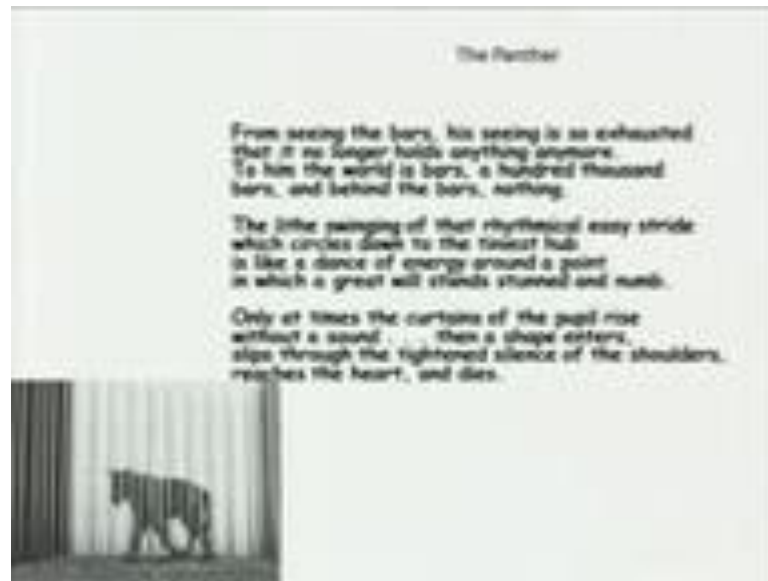 The Panther
From seeing the bars, his seeing is so exhausted
that it no longer holds anything anymore.
To him the world is bars, a hundred thousand
bars, and behind the bars, nothing.
The lithe swinging of that rhythmical easy stride
which circles down to the tiniest hub
is like a dance of energy around a point
in which a great will stands stunned and numb.
Only at times the curtains of the pupil rise
without a sound . . . then a shape enters,
slips through the tightened silence of the shoulders,
reaches the heart, and dies.